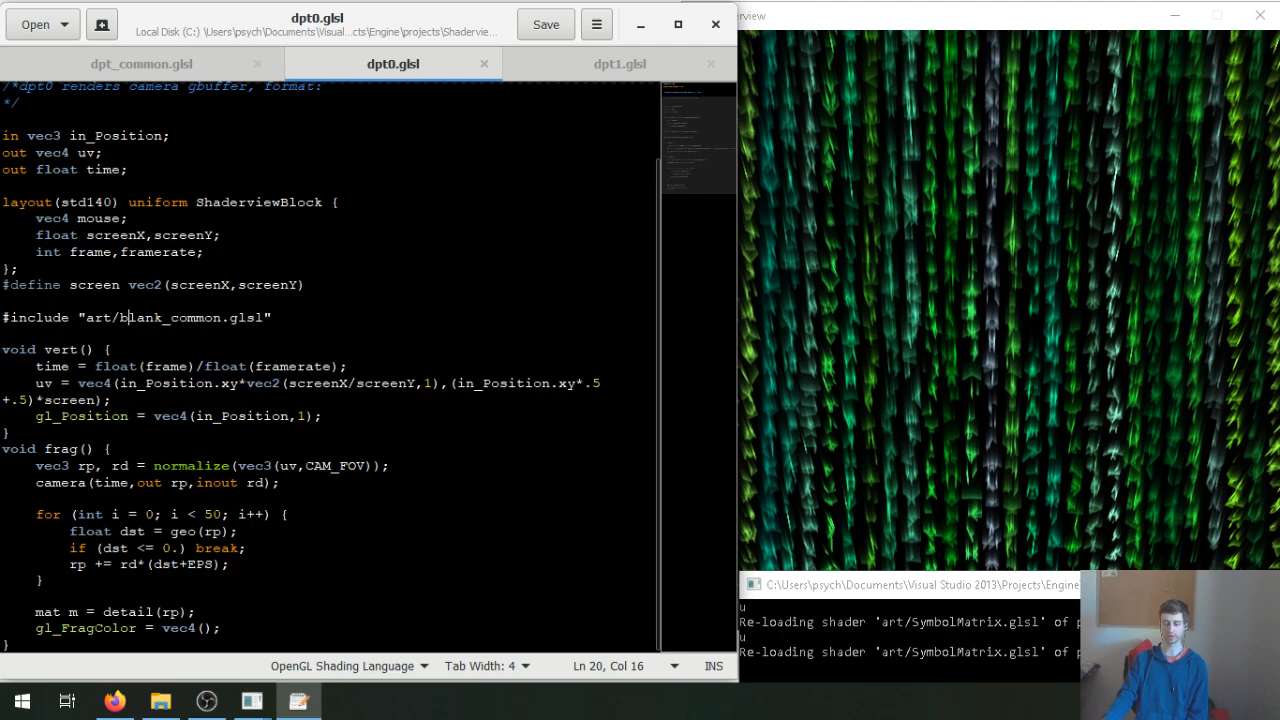 Open
dpt0.glsl
Local Disk (C:) \Users\psych\Documents\Visual ...cts\Engine\projects\Shadervie...
Save
erview
dpt_common.glsl
dpt0.glsl
dpt1.glsl
/*dpt0 renders camera gbuffer, format:
*/
in vec3 in_Position;
out vec4 uv;
out float time;
layout(std140) uniform ShaderviewBlock {
vec4 mouse;
float screenX,screenY;
int frame,framerate;
};
#define screen vec2(screenX,screenY)
#include "art/blank_common.glsl"
void vert() {
time = float(frame)/float(framerate);
uv = vec4(in_Position.xy*vec2(screenX/screenY,1),(in_Position.xy*.5
+.5)*screen);
gl_Position = vec4(in_Position,1);
}
void frag() {
vec3 rp, rd = normalize(vec3(uv,CAM_FOV));
camera(time,out rp,inout rd);
for (int i = 0; i < 50; i++) {
float dst = geo(rp);
if (dst <= 0.) break;
rp += rd*(dst+EPS);
}
mat m = detail(rp);
gl_FragColor = vec4();
}
OpenGL Shading Language
Tab Width: 4
Ln 20, Col 16
INS
C:\Users\psych\Documents\Visual Studio 2013\Projects\Engine
u
Re-loading shader 'art/SymbolMatrix.glsl' of p
u
Re-loading shader 'art/SymbolMatrix.glsl' of p